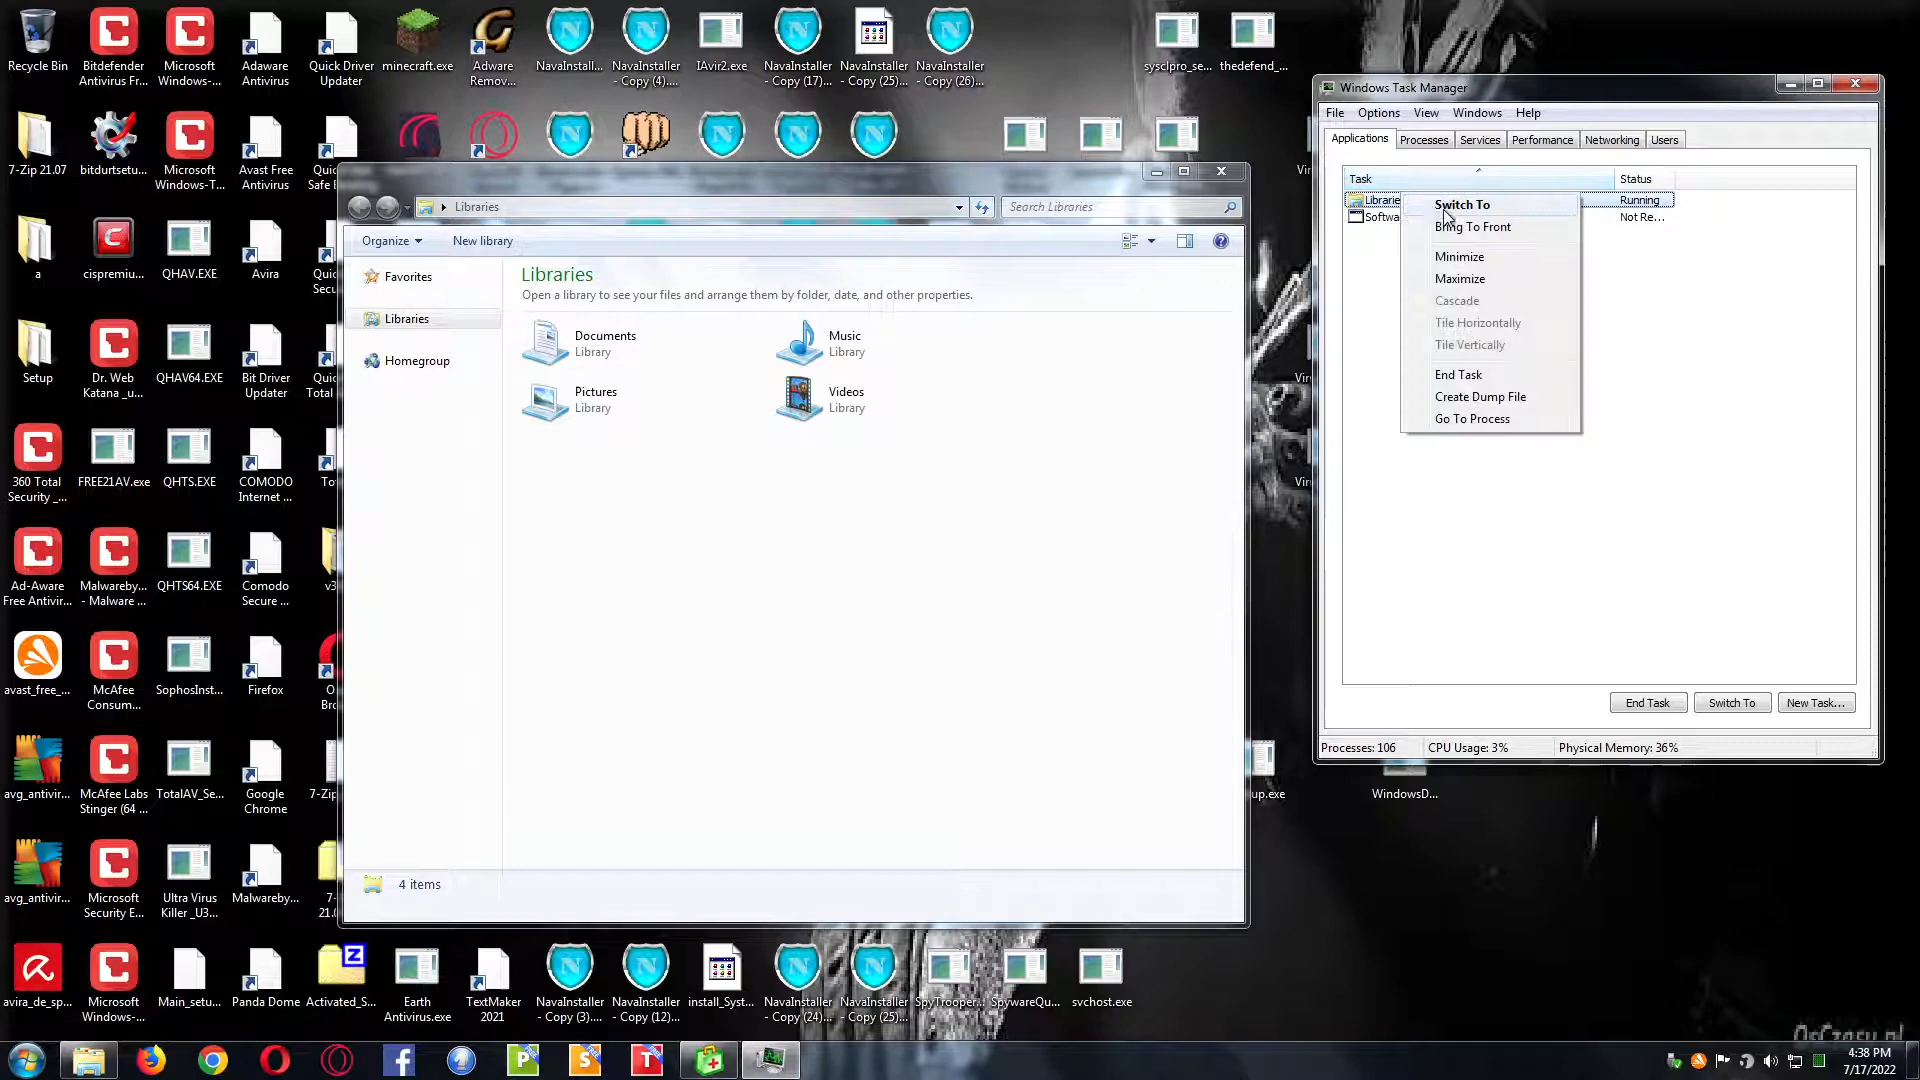 Recycle Bin
Bitdefender
Antivirus Fr...
Microsoft
Windows-...
Adaware
Antivirus
Quick Driver
Updater
minecraft.exe
Adware
Remov...
NavaInstall...
NavaInstaller
- Copy (4)....
IAvir2.exe
NavaInstaller
- Copy (17)...
NavaInstaller
- Copy (25)...
NavaInstaller
- Copy (26)...
sysclpro_se...
thedefend_...
7-Zip 21.07
bitdurtsetu...
Microsoft
Windows-T...
Avast Free
Antivirus
Quic
Safe B
a
cispremiu...
QHAV.EXE
Avira
Quic
Secu
Setup
Dr. Web
Katana _u...
QHAV64.EXE
Bit Driver
Updater
Quic
Total
360 Total
Security _...
FREE21AV.exe
QHTS.EXE
COMODO
Internet ...
To
Ad-Aware
Free Antivir...
Malwareby...
- Malware ...
QHTS64.EXE
Comodo
Secure ...
v3
avast_free_...
McAfee
Consum...
SophosInst...
Firefox
O
Bro
avg_antivir...
McAfee Labs
Stinger (64 ...
TotalAV_Se...
Google
Chrome
7-Zip
avg_antivir...
Microsoft
Security E...
Ultra Virus
Killer _U3...
Malwareby...
7-
21.0
avira_de_sp...
Microsoft
Windows-...
Main_setu...
Panda Dome
Activated_S...
Earth
Antivirus.exe
TextMaker
2021
NavaInstaller
- Copy (3)....
NavaInstaller
- Copy (12)...
install_Syst...
NavaInstaller
- Copy (24)...
NavaInstaller
- Copy (25)...
SpyTrooper...
SpywareQu...
svchost.exe
Libraries
Search Libraries
Organize
New library
Favorites
Libraries
Homegroup
Libraries
Open a library to see your files and arrange them by folder, date, and other properties.
Documents
Library
Music
Library
Pictures
Library
Videos
Library
4 items
Vir
Viru
Viru
up.exe
WindowsD...
Windows Task Manager
File Options View Windows Help
Applications Processes Services Performance Networking Users
Task Status
Librarie Running
Softwa Not Re...
Switch To
Bring To Front
Minimize
Maximize
Cascade
Tile Horizontally
Tile Vertically
End Task
Create Dump File
Go To Process
End Task Switch To New Task...
Processes: 106 CPU Usage: 3% Physical Memory: 36%
4:38 PM
7/17/2022